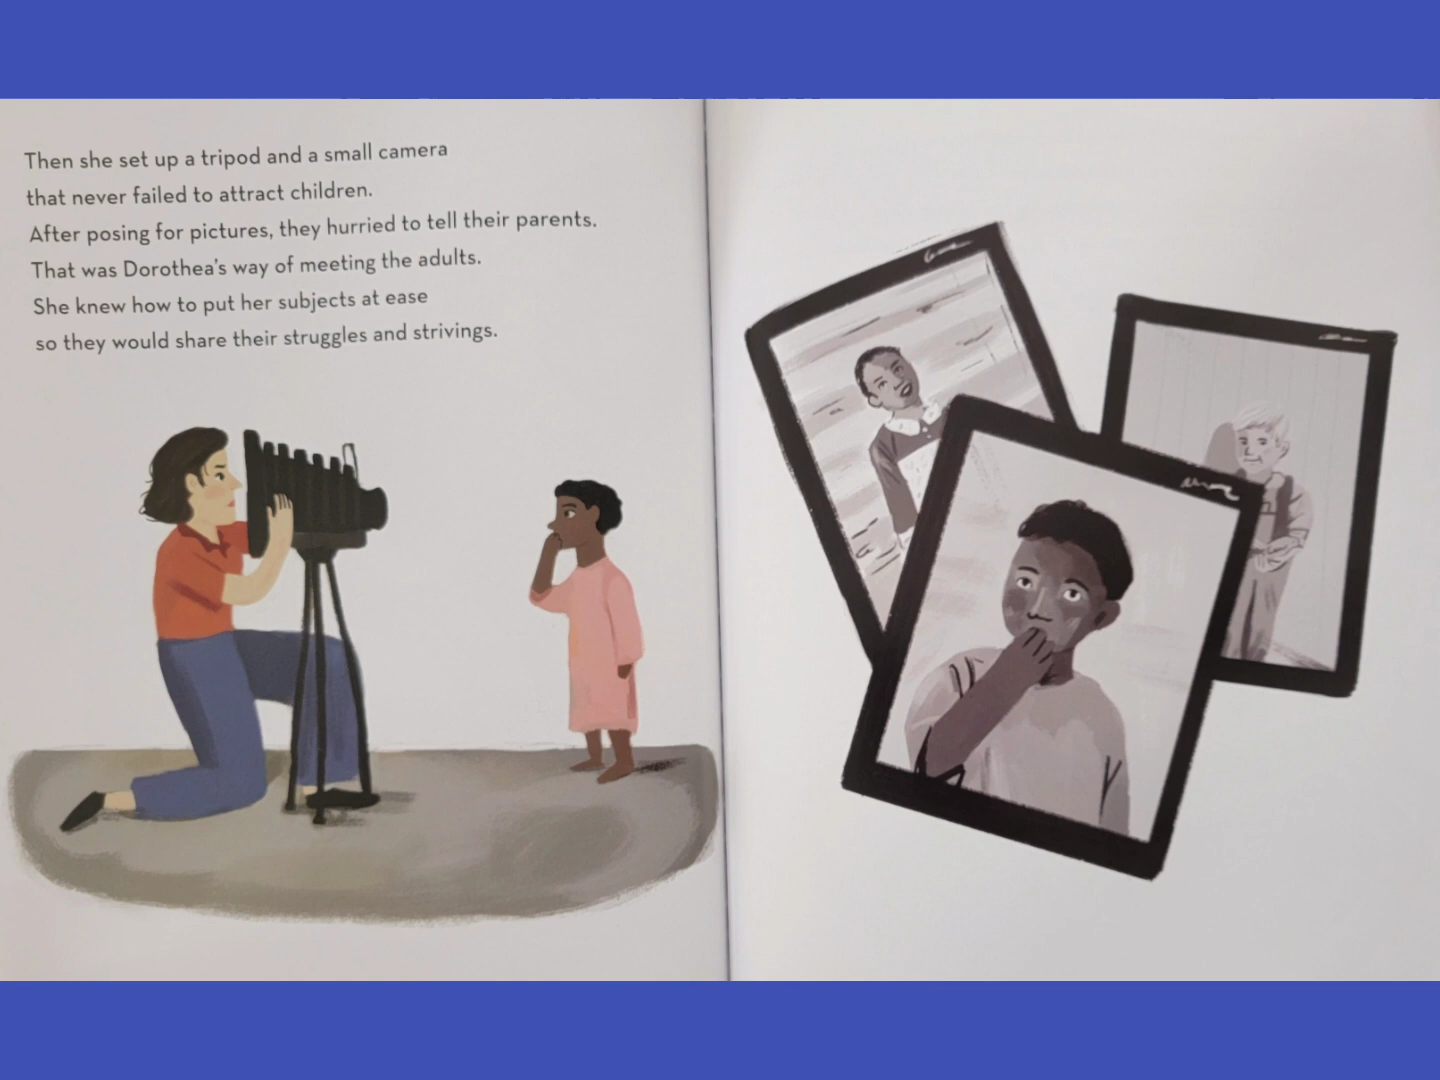 Then she set up a tripod and a small camera
that never failed to attract children.
After posing for pictures, they hurried to tell their parents.
That was Dorothea's way of meeting the adults.
She knew how to put her subjects at ease
so they would share their struggles and strivings.